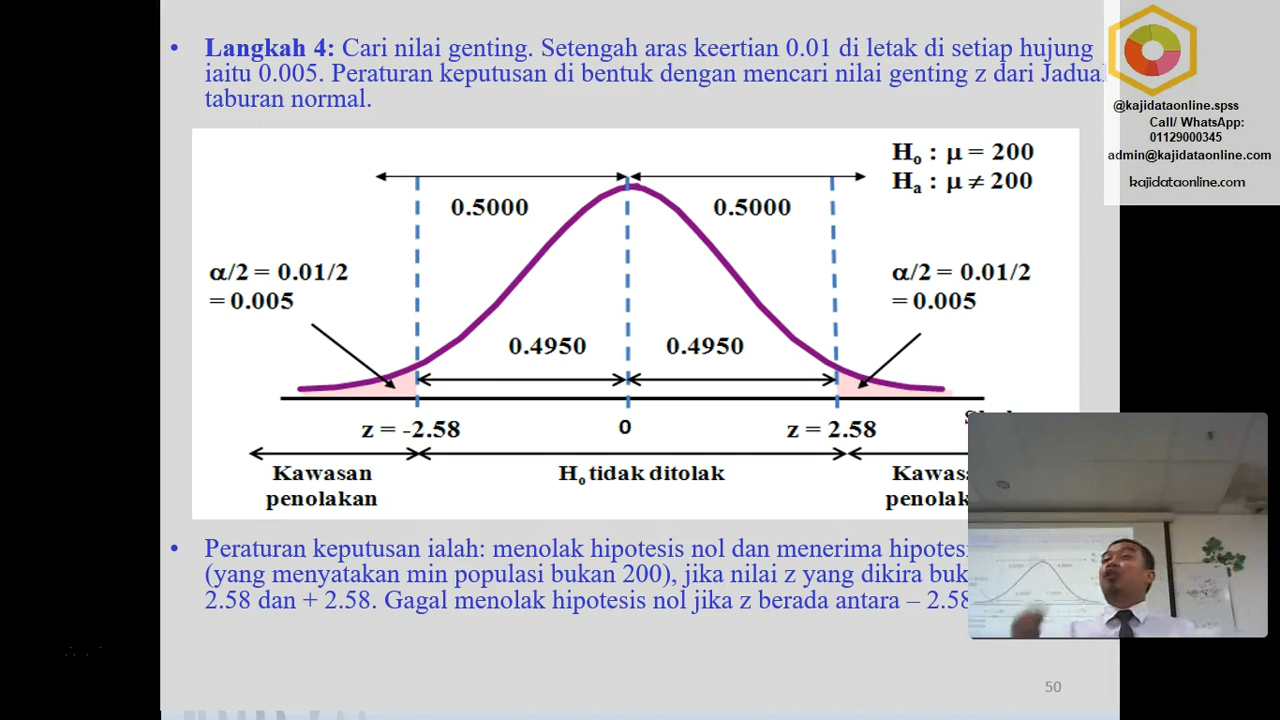 • Langkah 4: Cari nilai genting. Setengah aras keertian 0.01 di letak di setiap hujung
iaitu 0.005. Peraturan keputusan di bentuk dengan mencari nilai genting z dari Jadual
taburan normal.
@kajidataonline.spss
Call/ WhatsApp:
01129000345
admin@kajidataonline.com
kajidataonline.com
Ho : μ = 200
Ha : μ ≠ 200
0.5000 0.5000
α/2 = 0.01/2
= 0.005
α/2 = 0.01/2
= 0.005
0.4950 0.4950
z = -2.58 0 z = 2.58
Kawasan
penolakan
Ho tidak ditolak
• Peraturan keputusan ialah: menolak hipotesis nol dan menerima
(yang menyatakan min populasi bukan 200), jika nilai z yang dikira
2.58 dan + 2.58. Gagal menolak hipotesis nol jika z berada antara – 2.58
50